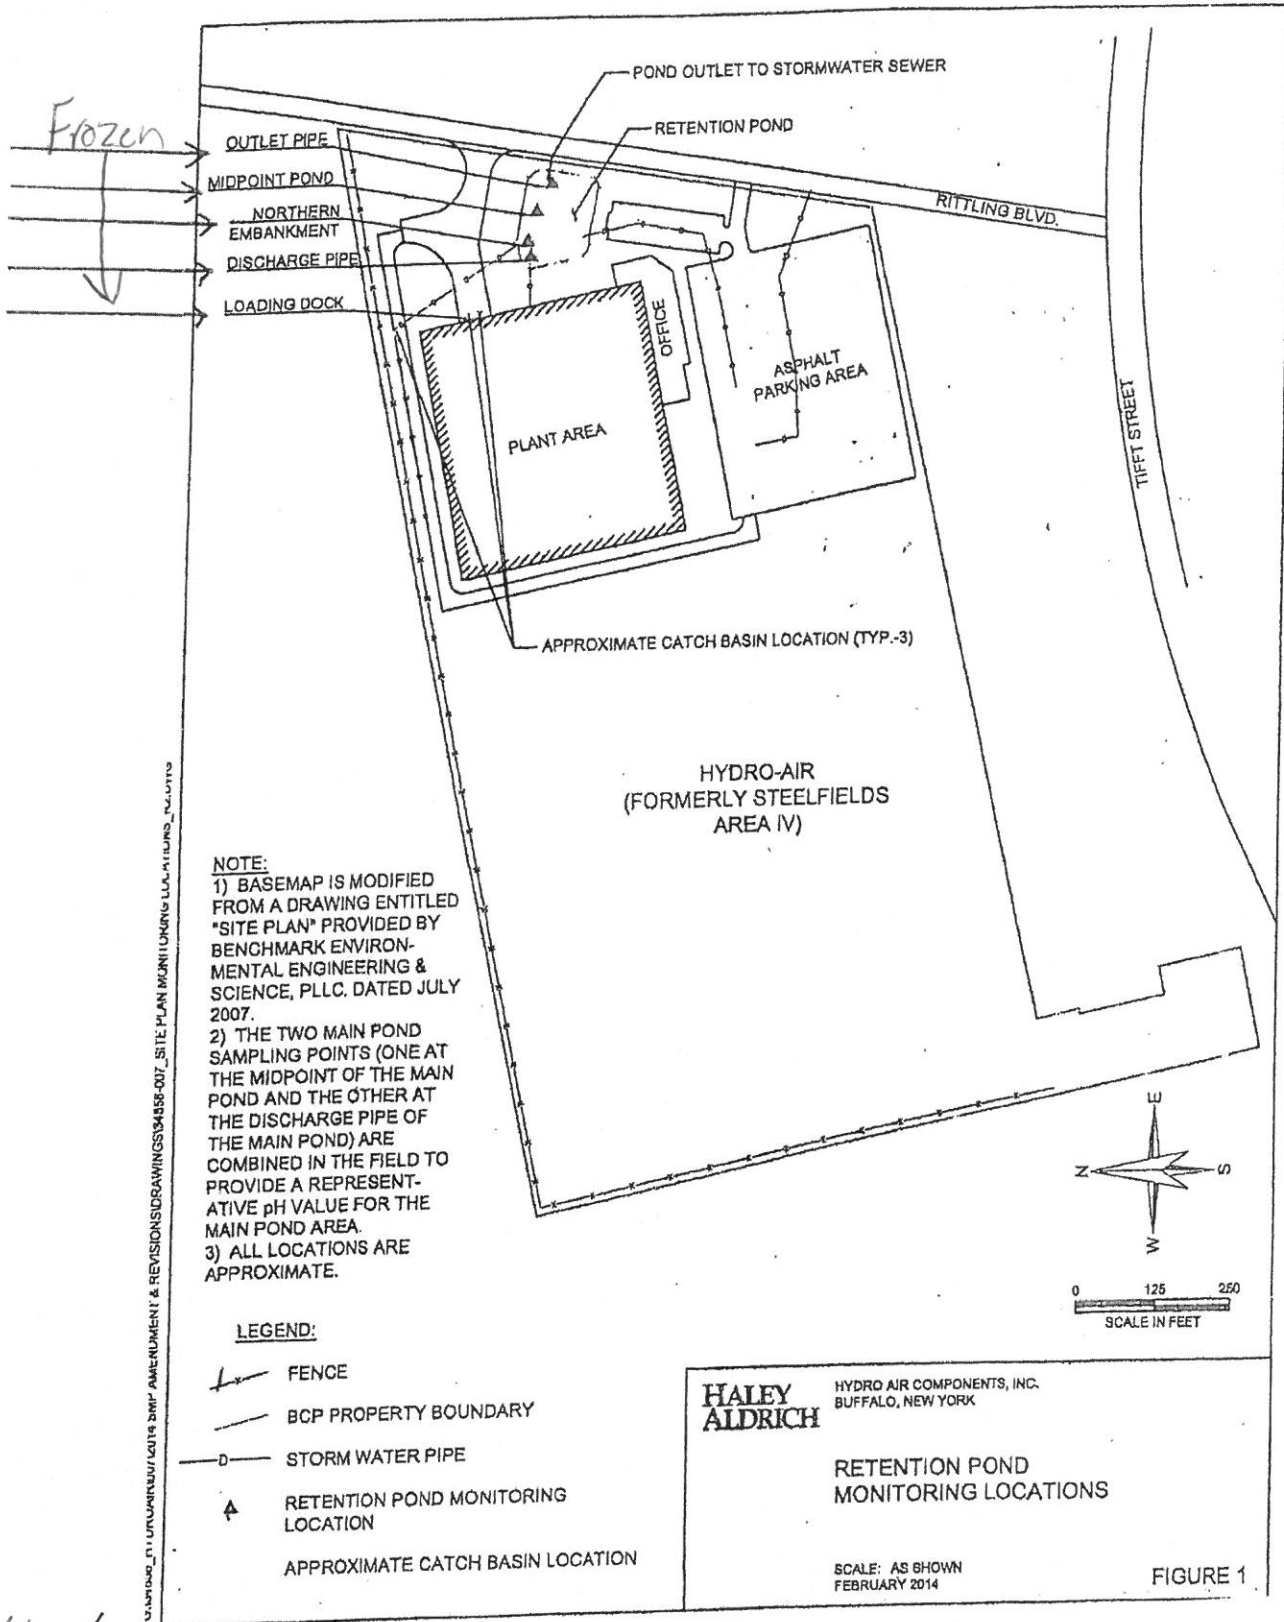 Frozen
POND OUTLET TO STORMWATER SEWER
RETENTION POND
OUTLET PIPE
MIDPOINT POND
NORTHERN
EMBANKMENT
DISCHARGE PIPE
LOADING DOCK
RITTLING BLVD.
OFFICE
ASPHALT
PARKING AREA
PLANT AREA
TIFFT STREET
APPROXIMATE CATCH BASIN LOCATION (TYP.-3)
HYDRO-AIR
(FORMERLY STEELFIELDS
AREA IV)
NOTE:
1) BASEMAP IS MODIFIED
FROM A DRAWING ENTITLED
"SITE PLAN" PROVIDED BY
BENCHMARK ENVIRON-
MENTAL ENGINEERING &
SCIENCE, PLLC. DATED JULY
2007.
2) THE TWO MAIN POND
SAMPLING POINTS (ONE AT
THE MIDPOINT OF THE MAIN
POND AND THE OTHER AT
THE DISCHARGE PIPE OF
THE MAIN POND) ARE
COMBINED IN THE FIELD TO
PROVIDE A REPRESENT-
ATIVE pH VALUE FOR THE
MAIN POND AREA.
3) ALL LOCATIONS ARE
APPROXIMATE.
E
N
S
W
0 125 250
SCALE IN FEET
LEGEND:
x FENCE
BCP PROPERTY BOUNDARY
D STORM WATER PIPE
RETENTION POND MONITORING
LOCATION
APPROXIMATE CATCH BASIN LOCATION
HALEY
ALDRICH
HYDRO AIR COMPONENTS, INC.
BUFFALO, NEW YORK
RETENTION POND
MONITORING LOCATIONS
SCALE: AS SHOWN
FEBRUARY 2014
FIGURE 1
AMENDMENT & REVISIONS\DRAWINGS\34856-007_SITE PLAN MONITORING